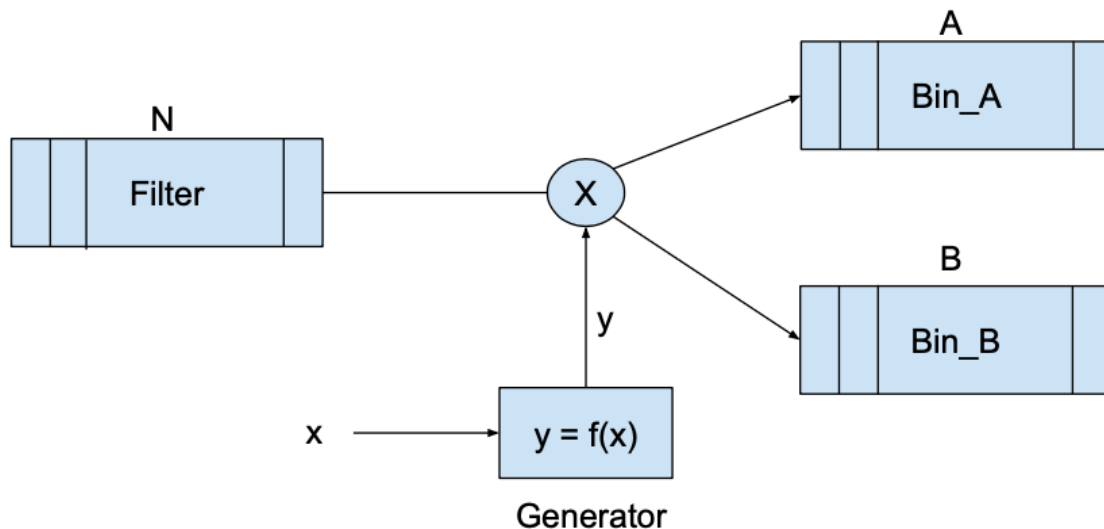 A
Bin_A
N
Filter
X
B
Bin_B
y
x
y = f(x)
Generator